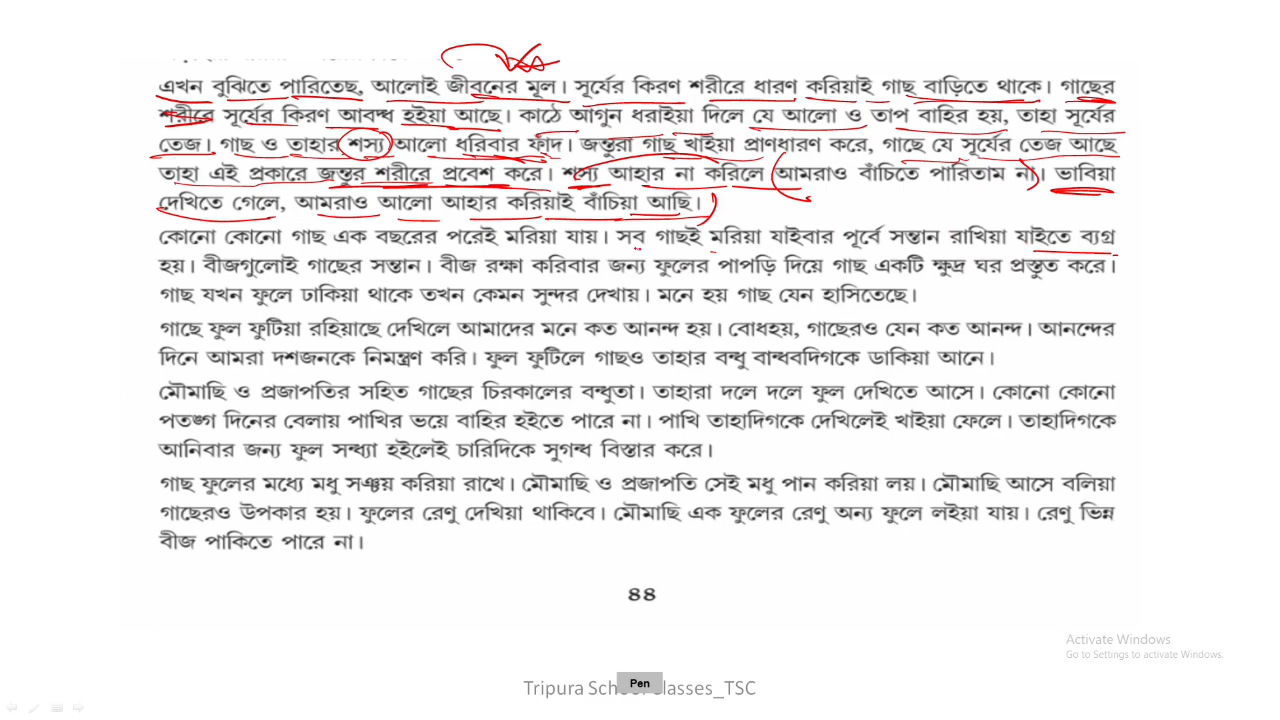 এখন বুঝিতে পারিতেছ, আলোই জীবনের মূল। সূর্যের কিরণ শরীরে ধারণ করিয়াই গাছ বাড়িতে থাকে। গাছের
শরীরে সূর্যের কিরণ আবদ্ধ হইয়া আছে। কাঠে আগুন ধরাইয়া দিলে যে আলো ও তাপ বাহির হয়, তাহা সূর্যের
তেজ। গাছ ও তাহার শস্য আলো ধরিবার ফাঁদ। জন্তুরা গাছ খাইয়া প্রাণধারণ করে, গাছে যে সূর্যের তেজ আছে
তাহা এই প্রকারে জন্তুর শরীরে প্রবেশ করে। শস্য আহার না করিলে আমরাও বাঁচিতে পারিতাম না। ভাবিয়া
দেখিতে গেলে, আমরাও আলো আহার করিয়াই বাঁচিয়া আছি।
কোনো কোনো গাছ এক বছরের পরেই মরিয়া যায়। সব গাছই মরিয়া যাইবার পূর্বে সন্তান রাখিয়া যাইতে ব্যগ্র
হয়। বীজগুলোই গাছের সন্তান। বীজ রক্ষা করিবার জন্য ফুলের পাপড়ি দিয়ে গাছ একটি ক্ষুদ্র ঘর প্রস্তুত করে।
গাছ যখন ফুলে ঢাকিয়া থাকে তখন কেমন সুন্দর দেখায়। মনে হয় গাছ যেন হাসিতেছে।
গাছে ফুল ফুটিয়া রহিয়াছে দেখিলে আমাদের মনে কত আনন্দ হয়। বোধহয়, গাছেরও যেন কত আনন্দ। আনন্দের
দিনে আমরা দশজনকে নিমন্ত্রণ করি। ফুল ফুটিলে গাছও তাহার বন্ধু বান্ধবদিগকে ডাকিয়া আনে।
মৌমাছি ও প্রজাপতির সহিত গাছের চিরকালের বন্ধুতা। তাহারা দলে দলে ফুল দেখিতে আসে। কোনো কোনো
পতঙ্গ দিনের বেলায় পাখির ভয়ে বাহির হইতে পারে না। পাখি তাহাদিগকে দেখিলেই খাইয়া ফেলে। তাহাদিগকে
আনিবার জন্য ফুল সন্ধ্যা হইলেই চারিদিকে সুগন্ধ বিস্তার করে।
গাছ ফুলের মধ্যে মধু সঞ্চয় করিয়া রাখে। মৌমাছি ও প্রজাপতি সেই মধু পান করিয়া লয়। মৌমাছি আসে বলিয়া
গাছেরও উপকার হয়। ফুলের রেণু দেখিয়া থাকিবে। মৌমাছি এক ফুলের রেণু অন্য ফুলে লইয়া যায়। রেণু ভিন্ন
বীজ পাকিতে পারে না।
৪৪
Activate Windows
Go to Settings to activate Windows.
Tripura School Classes_TSC
Pen